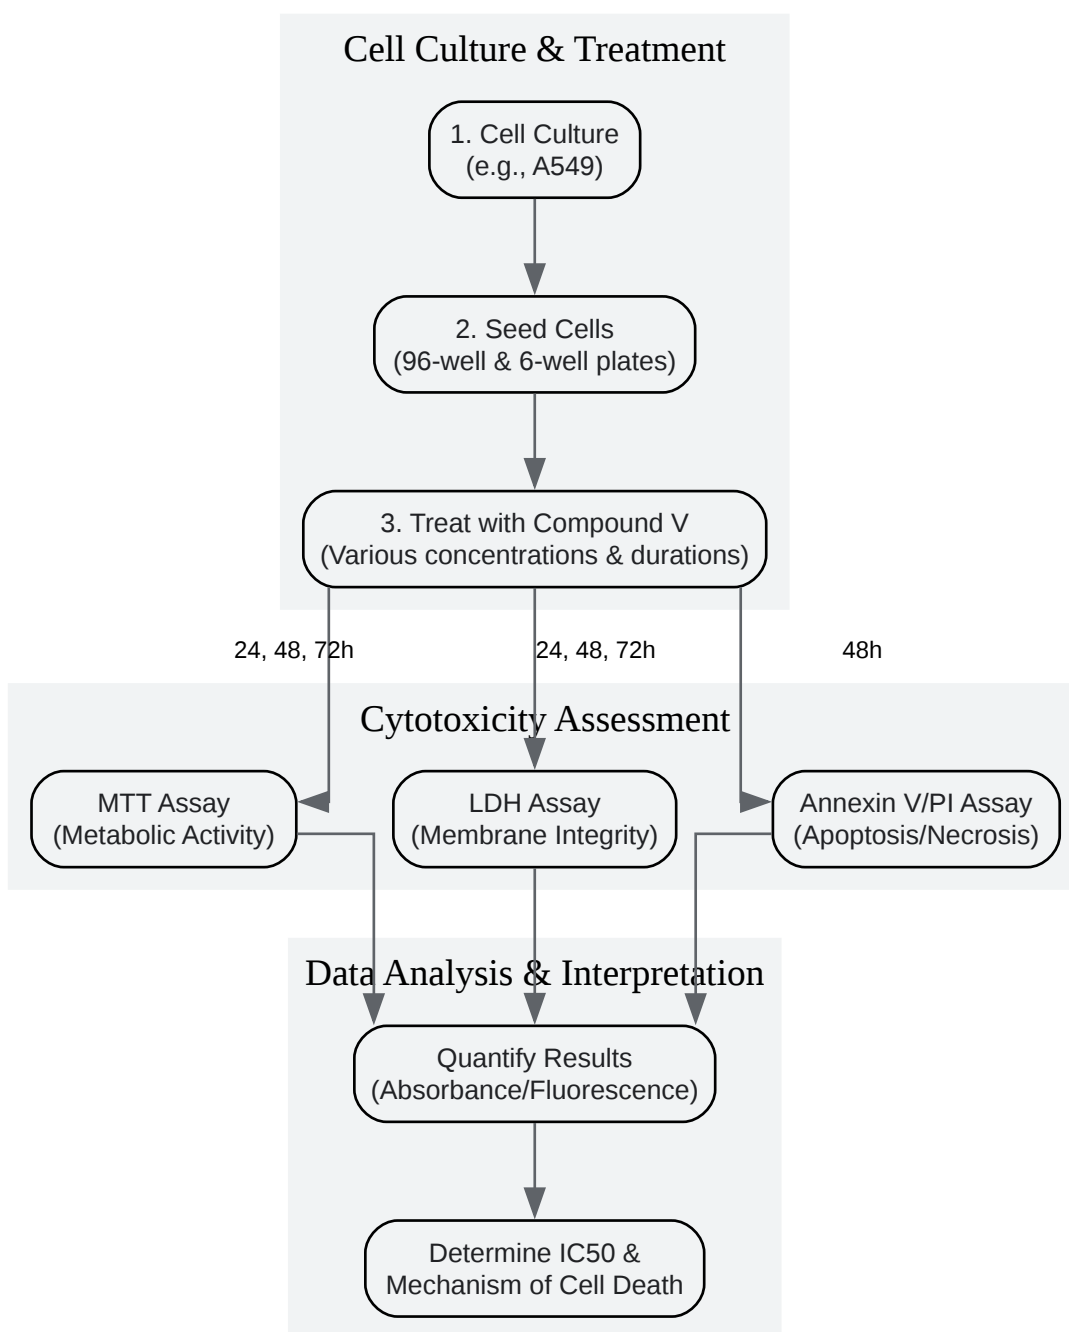 Cell Culture & Treatment
1. Cell Culture
(e.g., A549)
2. Seed Cells
(96-well & 6-well plates)
3. Treat with Compound V
(Various concentrations & durations)
24, 48, 72h
24, 48, 72h
48h
Cytotoxicity Assessment
MTT Assay
(Metabolic Activity)
LDH Assay
(Membrane Integrity)
Annexin V/PI Assay
(Apoptosis/Necrosis)
Data Analysis & Interpretation
Quantify Results
(Absorbance/Fluorescence)
Determine IC50 &
Mechanism of Cell Death